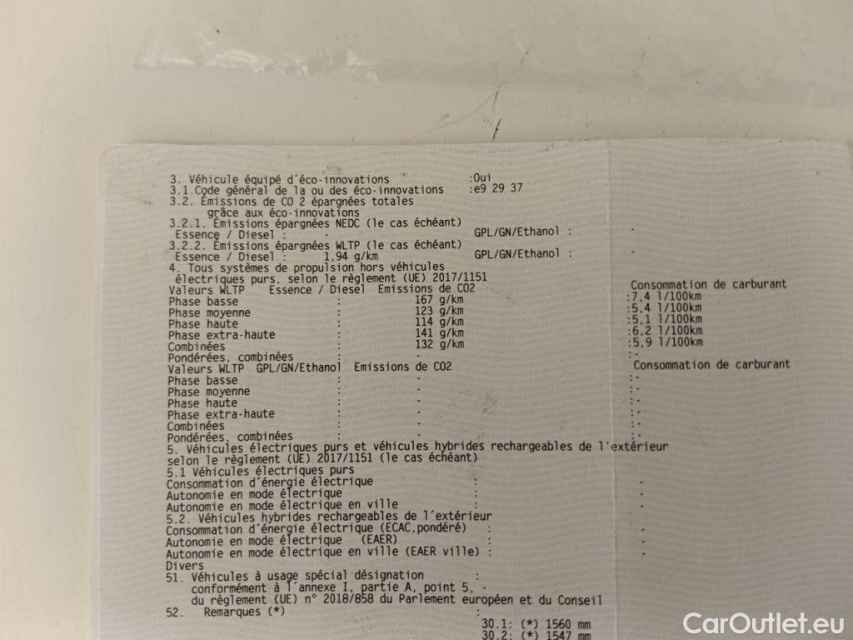 3. Véhicule équipé d'éco-innovations :Oui
3.1.Code général de la ou des éco-innovations :e9 29 37
3.2. Emissions de CO 2 épargnées totales
grâce aux éco-innovations
3.2.1. Emissions épargnées NEDC (le cas échéant)
Essence / Diesel : - GPL/GN/Ethanol : -
3.2.2. Emissions épargnées WLTP (le cas échéant)
Essence / Diesel : 1,94 g/km GPL/GN/Ethanol : -
4. Tous systèmes de propulsion hors véhicules
électriques purs, selon le règlement (UE) 2017/1151
Valeurs WLTP Essence / Diesel Emissions de CO2 Consommation de carburant
Phase basse : 167 g/km :7,4 l/100km
Phase moyenne : 123 g/km :5,4 l/100km
Phase haute : 114 g/km :5,1 l/100km
Phase extra-haute : 141 g/km :6,2 l/100km
Combinées : 132 g/km :5,9 l/100km
Pondérées, combinées : - :-
Valeurs WLTP GPL/GN/Ethanol Emissions de CO2 Consommation de carburant
Phase basse : - :-
Phase moyenne : - :-
Phase haute : - :-
Phase extra-haute : - :-
Combinées : - :-
Pondérées, combinées : - :-
5. Véhicules électriques purs et véhicules hybrides rechargeables de l'extérieur
selon le règlement (UE) 2017/1151 (le cas échéant)
5.1 Véhicules électriques purs
Consommation d'énergie électrique : -
Autonomie en mode électrique : -
Autonomie en mode électrique en ville : -
5.2. Véhicules hybrides rechargeables de l'extérieur
Consommation d'énergie électrique (ECAC,pondéré) : -
Autonomie en mode électrique (EAER) : -
Autonomie en mode électrique en ville (EAER ville) : -
Divers
51. Véhicules à usage spécial désignation :
conformément à l'annexe I, partie A, point 5, -
du règlement (UE) n° 2018/858 du Parlement européen et du Conseil
52. Remarques (*) :
30.1: (*) 1560 mm
30.2: (*) 1547 mm
CarOutlet.eu